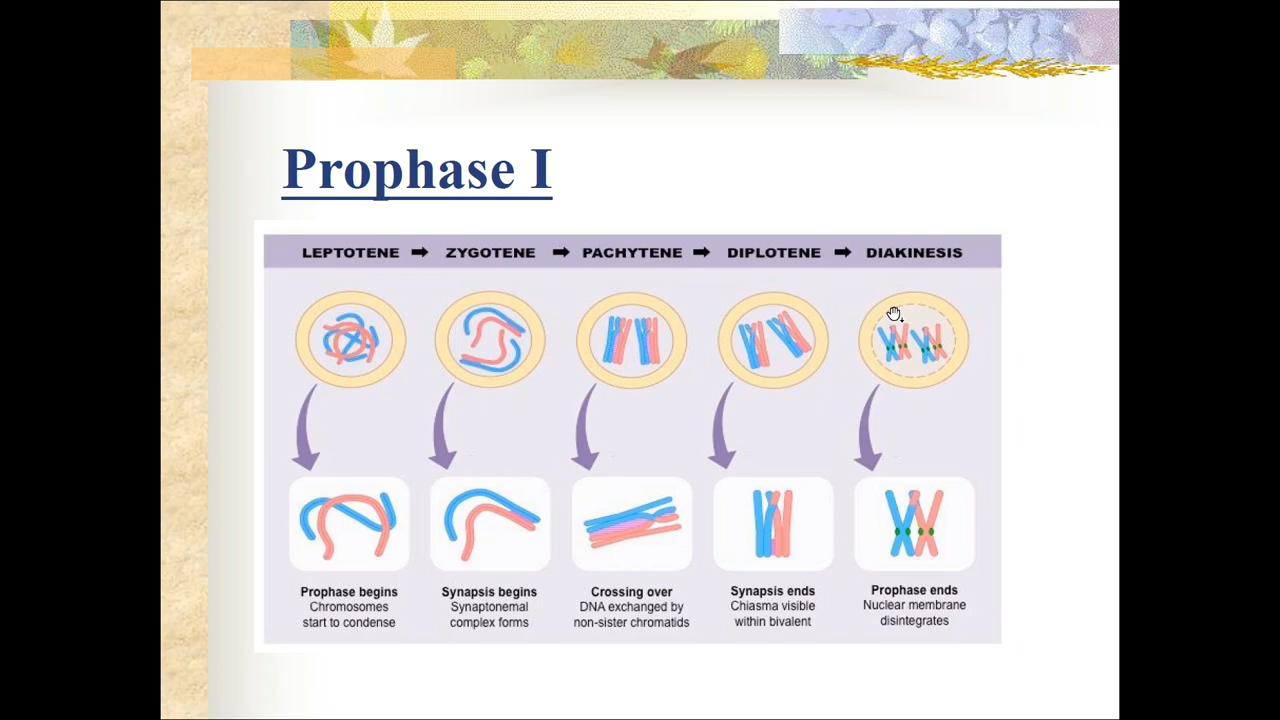 Prophase I
LEPTOTENE ➡ ZYGOTENE ➡ PACHYTENE ➡ DIPLOTENE ➡ DIAKINESIS
Prophase begins
Chromosomes
start to condense
Synapsis begins
Synaptonemal
complex forms
Crossing over
DNA exchanged by
non-sister chromatids
Synapsis ends
Chiasma visible
within bivalent
Prophase ends
Nuclear membrane
disintegrates